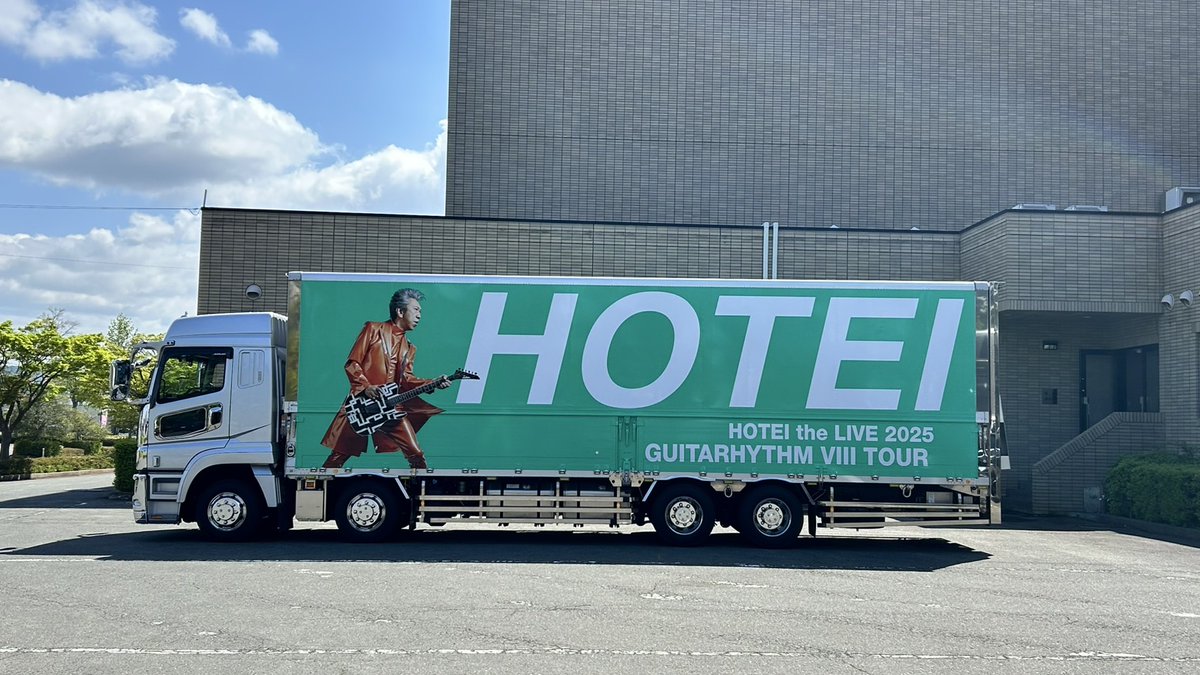 HOTEI
HOTEI the LIVE 2025
GUITARHYTHM VIII TOUR